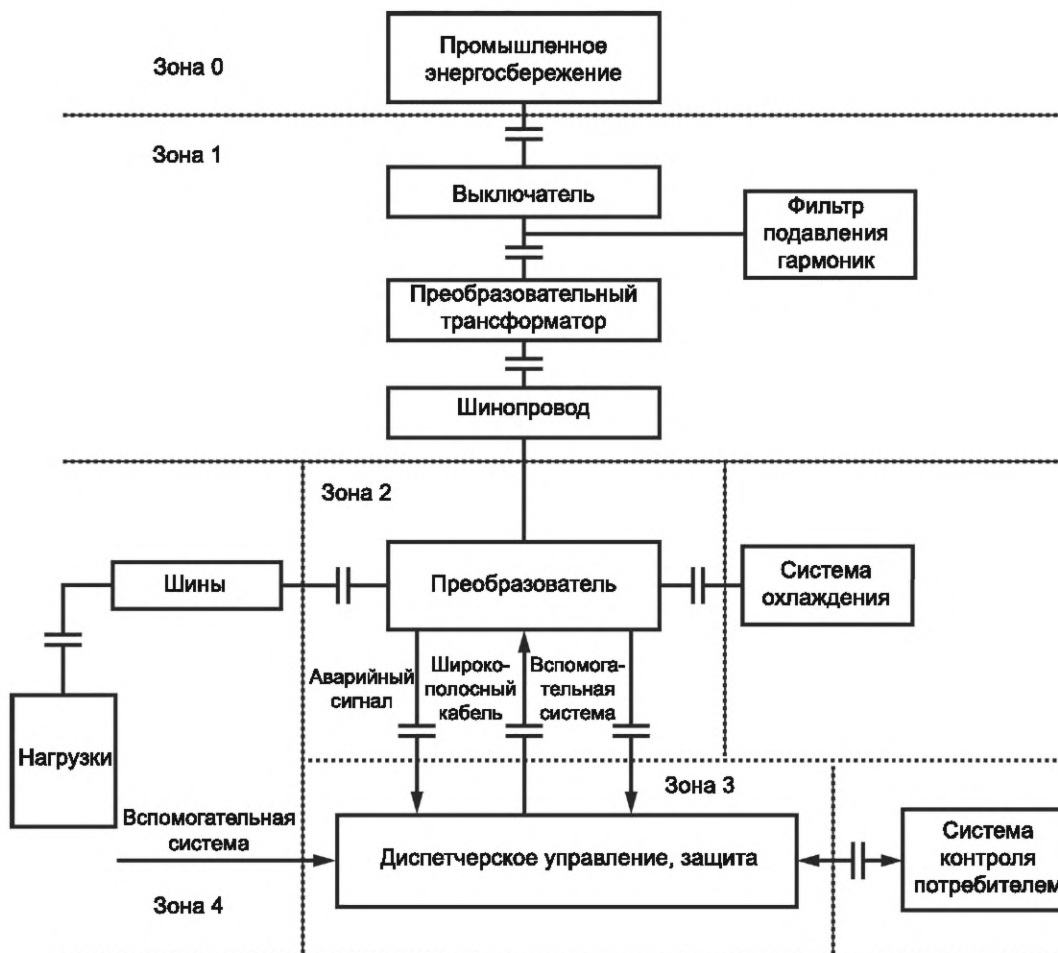 Промышленное
энергосбережение
Зона 0
Зона 1
Выключатель
Фильтр
подавления
гармоник
Преобразовательный
трансформатор
Шинопровод
Зона 2
Шины
Преобразователь
Система
охлаждения
Аварийный
сигнал
Широко-
полосный
кабель
Вспомога-
тельная
система
Нагрузки
Зона 3
Вспомогательная
система
Диспетчерское управление, защита
Система
контроля
потребителем
Зона 4